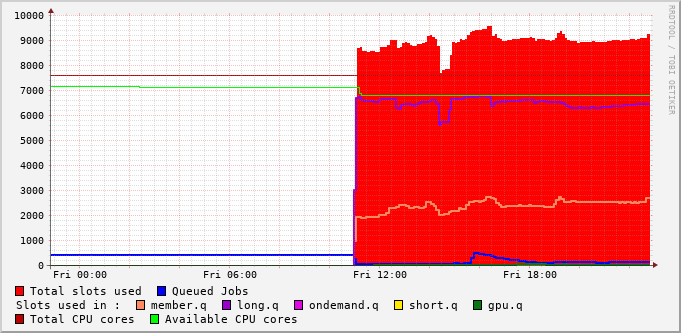 RRDTOOL / TOBI OETIKER
10000
9000
8000
7000
6000
5000
4000
3000
2000
1000
0
Fri 00:00 Fri 06:00 Fri 12:00 Fri 18:00
Total slots used Queued Jobs
Slots used in : member.q long.q ondemand.q short.q gpu.q
Total CPU cores Available CPU cores